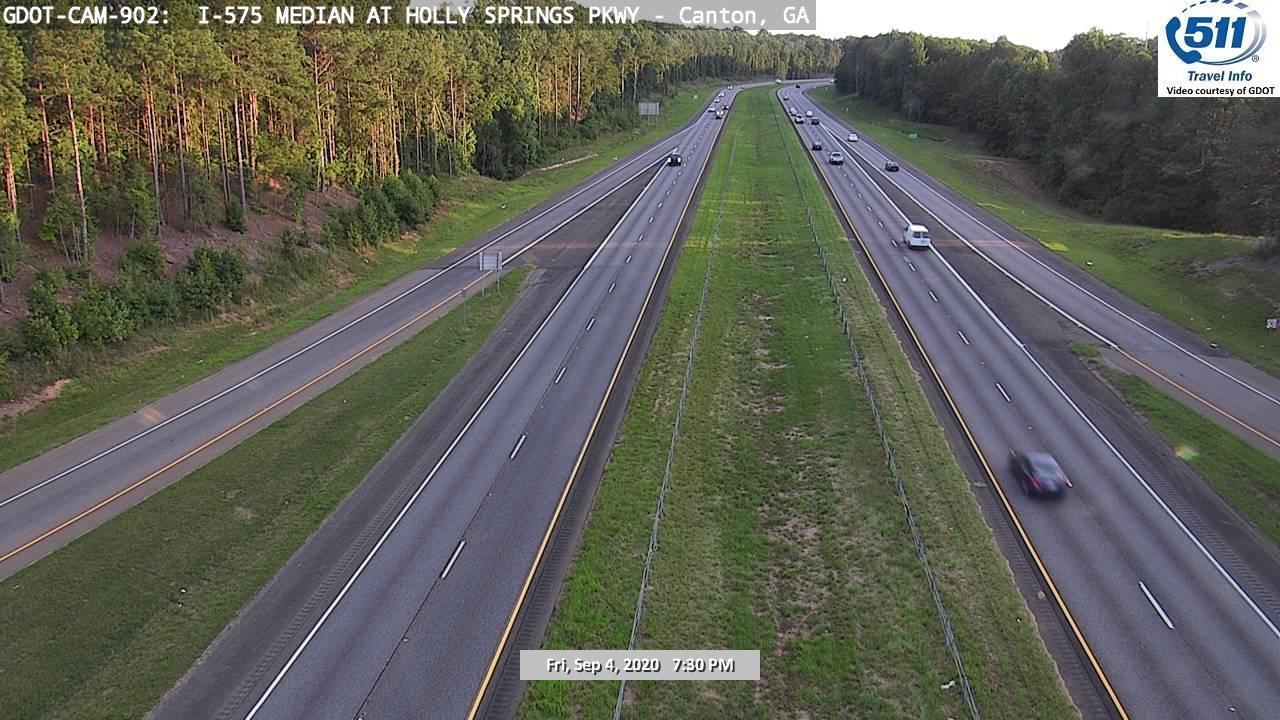 GDOT-CAM-902: I-575 MEDIAN AT HOLLY SPRINGS PKWY - Canton, GA
511
®
Travel Info
Video courtesy of GDOT
Fri, Sep 4, 2020 7:30 PM